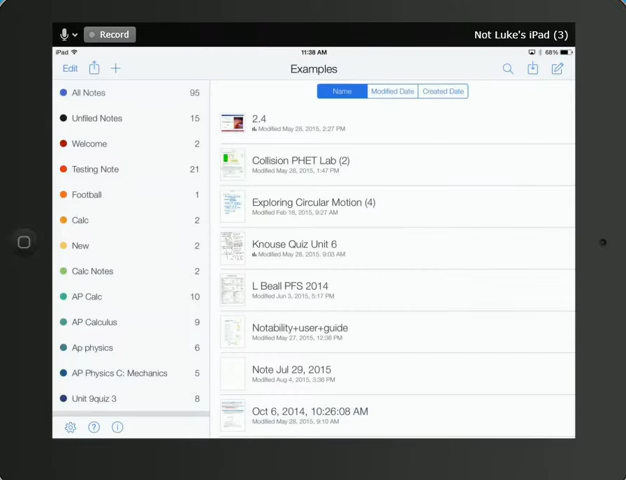 Record
Not Luke's iPad (3)
iPad
11:38 AM
68%
Edit
Examples
Name
Modified Date
Created Date
All Notes 95
Unfiled Notes 15
Welcome 2
Testing Note 21
Football 1
Calc 2
New 2
Calc Notes 2
AP Calc 10
AP Calculus 9
Ap physics 6
AP Physics C: Mechanics 5
Unit 9quiz 3 8
2.4
Modified May 28, 2015, 2:27 PM
Collision PHET Lab (2)
Modified May 28, 2015, 1:47 PM
Exploring Circular Motion (4)
Modified Feb 18, 2015, 9:27 AM
Knouse Quiz Unit 6
Modified May 28, 2015, 9:03 AM
L Beall PFS 2014
Modified Jun 3, 2015, 5:17 PM
Notability+user+guide
Modified May 27, 2015, 12:36 PM
Note Jul 29, 2015
Modified Aug 4, 2015, 3:36 PM
Oct 6, 2014, 10:26:08 AM
Modified May 28, 2015, 9:10 AM